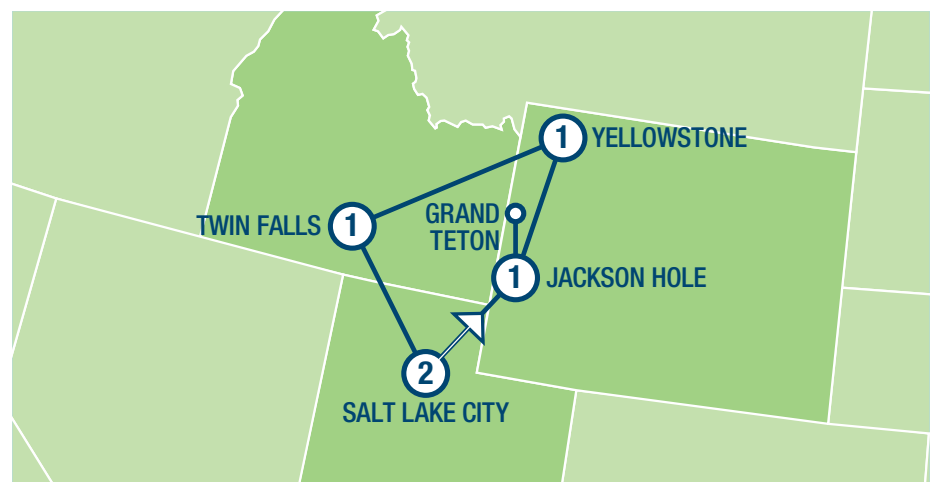 1 YELLOWSTONE
TWIN FALLS 1
GRAND
TETON
1 JACKSON HOLE
2
SALT LAKE CITY